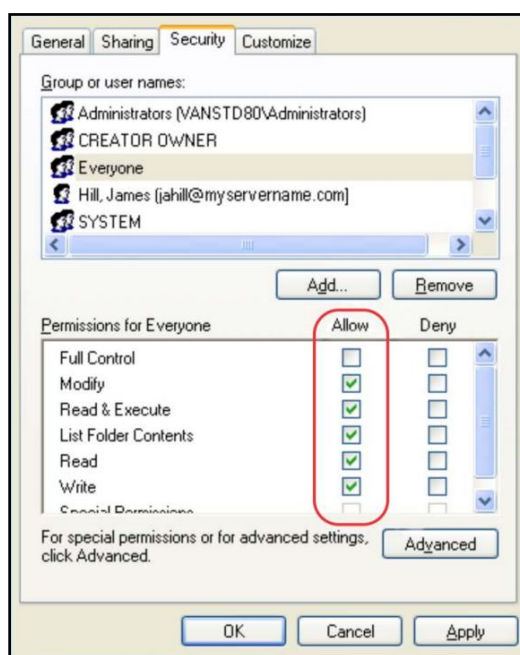 General Sharing Security Customize
Group or user names:
Administrators (VANSTD80\Administrators)
CREATOR OWNER
Everyone
Hill, James (jahill@myservername.com]
SYSTEM
Add... Remove
Permissions for Everyone Allow Deny
Full Control
Modify
Read & Execute
List Folder Contents
Read
Write
Special Permissions
For special permissions or for advanced settings,
click Advanced.
Advanced
OK Cancel Apply